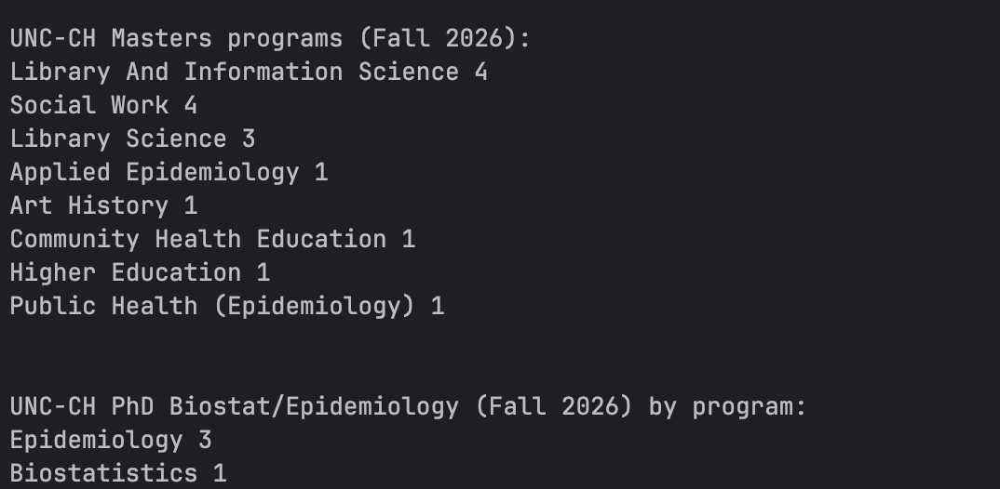 UNC-CH Masters programs (Fall 2026):
Library And Information Science 4
Social Work 4
Library Science 3
Applied Epidemiology 1
Art History 1
Community Health Education 1
Higher Education 1
Public Health (Epidemiology) 1
UNC-CH PhD Biostat/Epidemiology (Fall 2026) by program:
Epidemiology 3
Biostatistics 1